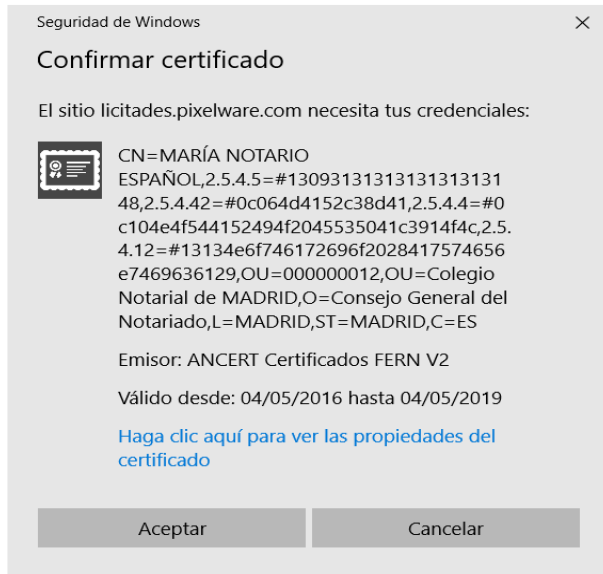 Seguridad de Windows
Confirmar certificado
El sitio licitades.pixelware.com necesita tus credenciales:
CN=MARÍA NOTARIO
ESPAÑOL,2.5.4.5=#13093131313131313131
48,2.5.4.42=#0c064d4152c38d41,2.5.4.4=#0
c104e4f544152494f2045535041c3914f4c,2.5.
4.12=#13134e6f746172696f2028417574656
e7469636129,OU=000000012,OU=Colegio
Notarial de MADRID,O=Consejo General del
Notariado,L=MADRID,ST=MADRID,C=ES
Emisor: ANCERT Certificados FERN V2
Válido desde: 04/05/2016 hasta 04/05/2019
Haga clic aquí para ver las propiedades del
certificado
Aceptar
Cancelar